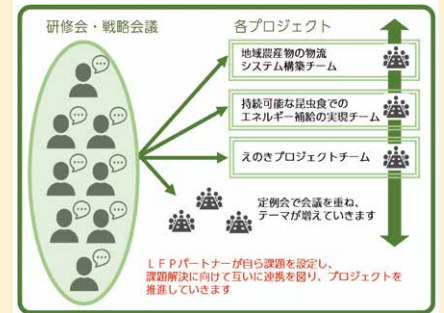 研修会・戦略会議
各プロジェクト
地域農産物の物流
システム構築チーム
持続可能な昆虫食での
エネルギー補給の実現チーム
えのきプロジェクトチーム
定例会で会議を重ね、
テーマが増えていきます
ＬＦＰパートナーが自ら課題を設定し、
課題解決に向けて互いに連携を図り、プロジェクトを
推進していきます